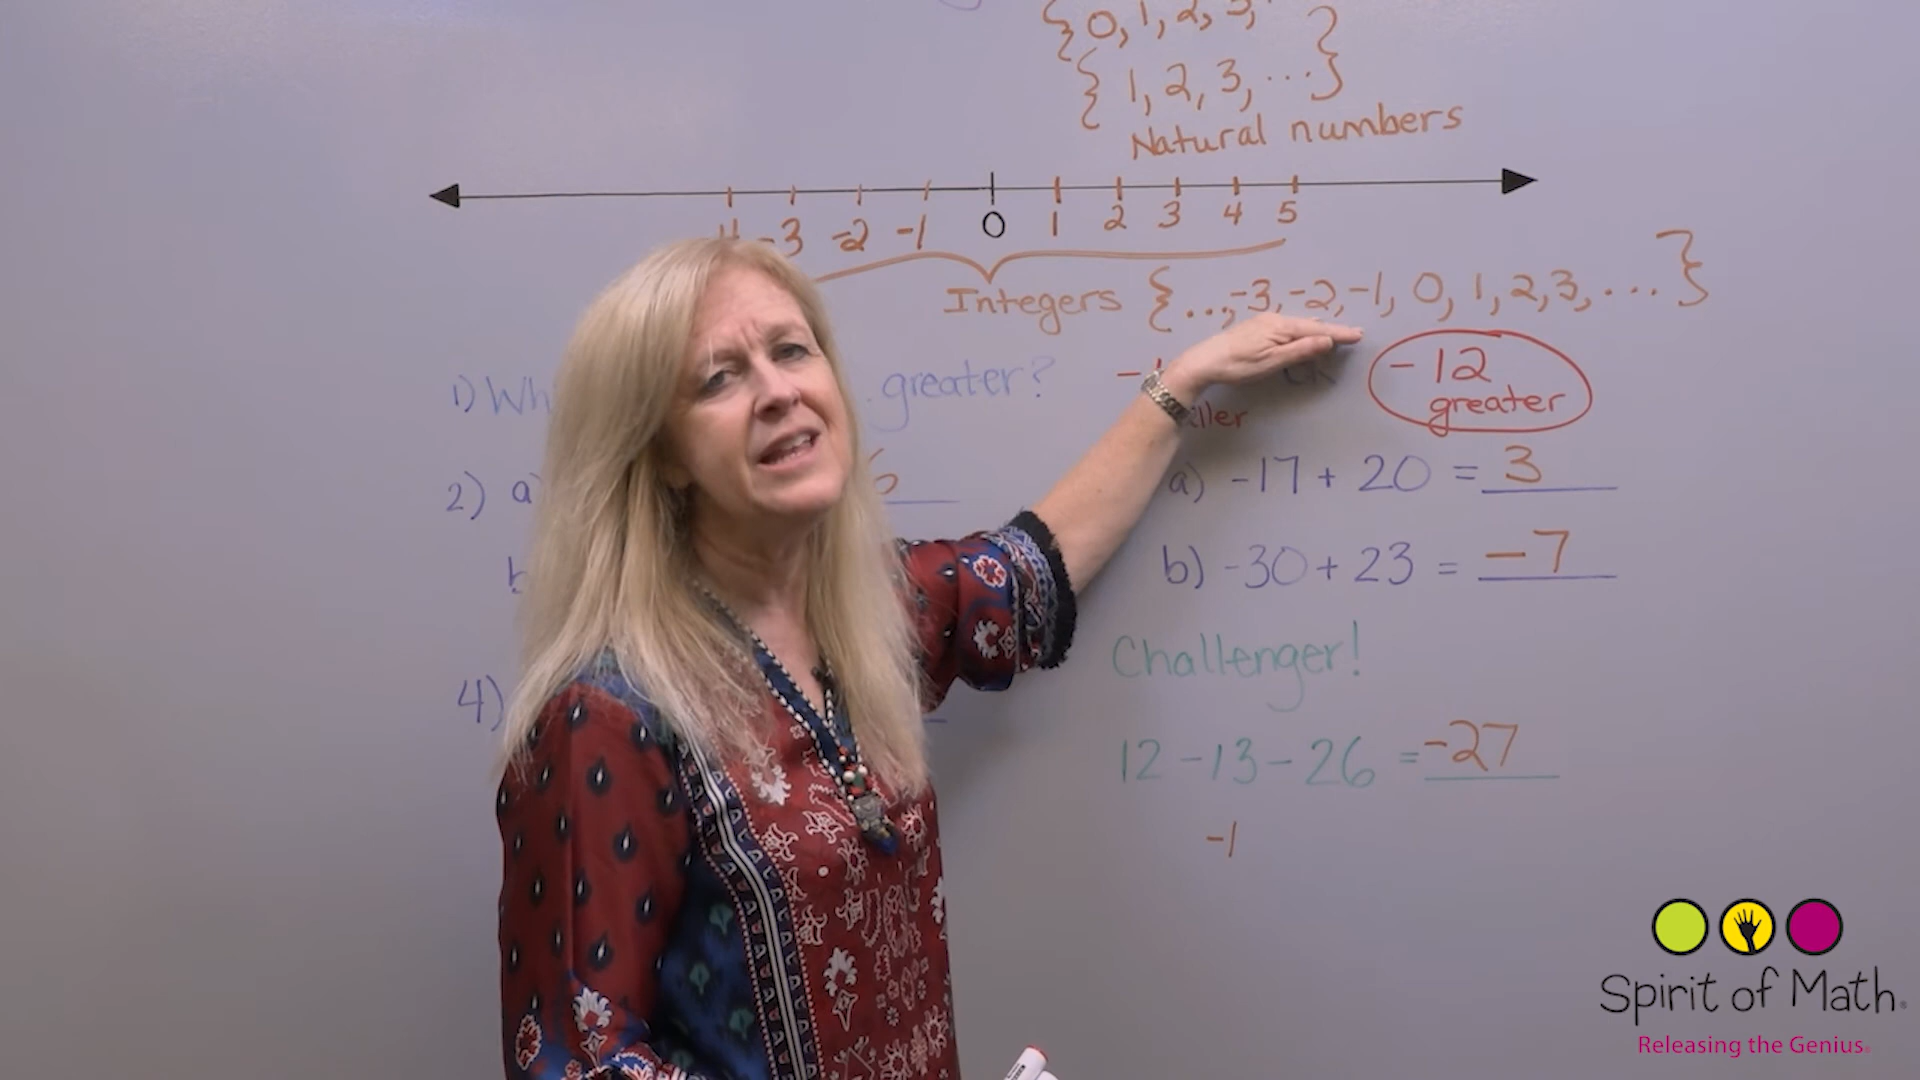 {0, 1, 2, 3,
{ 1, 2, 3, ...}
Natural numbers
-3 -2 -1 0 1 2 3 4 5
Integers {..., -3, -2, -1, 0, 1, 2, 3, ...}
1) greater? -12
greater
2) a) 6 a) -17 + 20 = 3
b) -30 + 23 = -7
Challenger!
4) 12 - 13 - 26 = -27
-1
Spirit of Math
Releasing the Genius